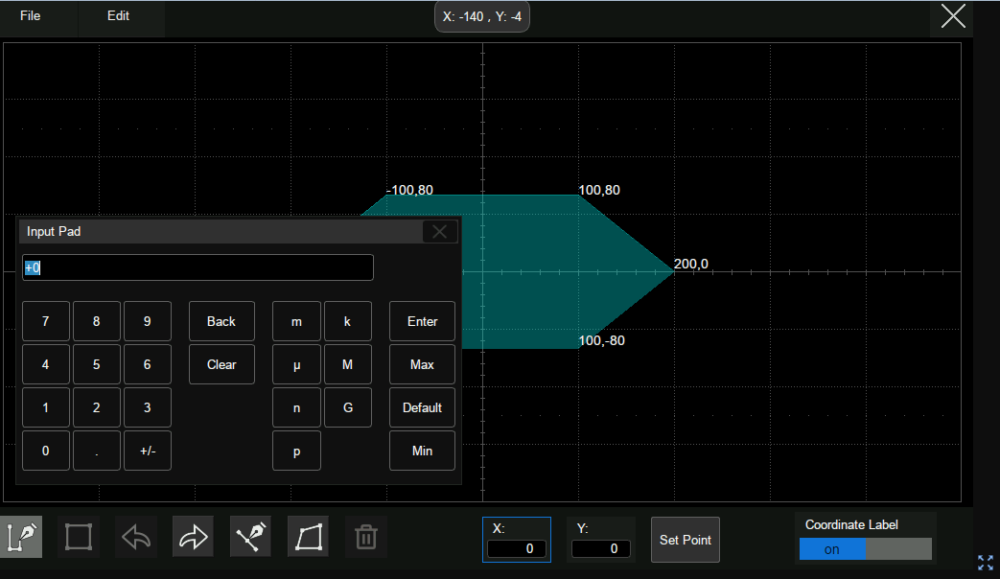 File Edit X: -140 , Y: -4
-100,80 100,80
Input Pad
200,0
+0
7 8 9 Back m k Enter
100,-80
4 5 6 Clear µ M Max
1 2 3 n G Default
0 . +/- p Min
X: Y: Coordinate Label
0 0 Set Point on